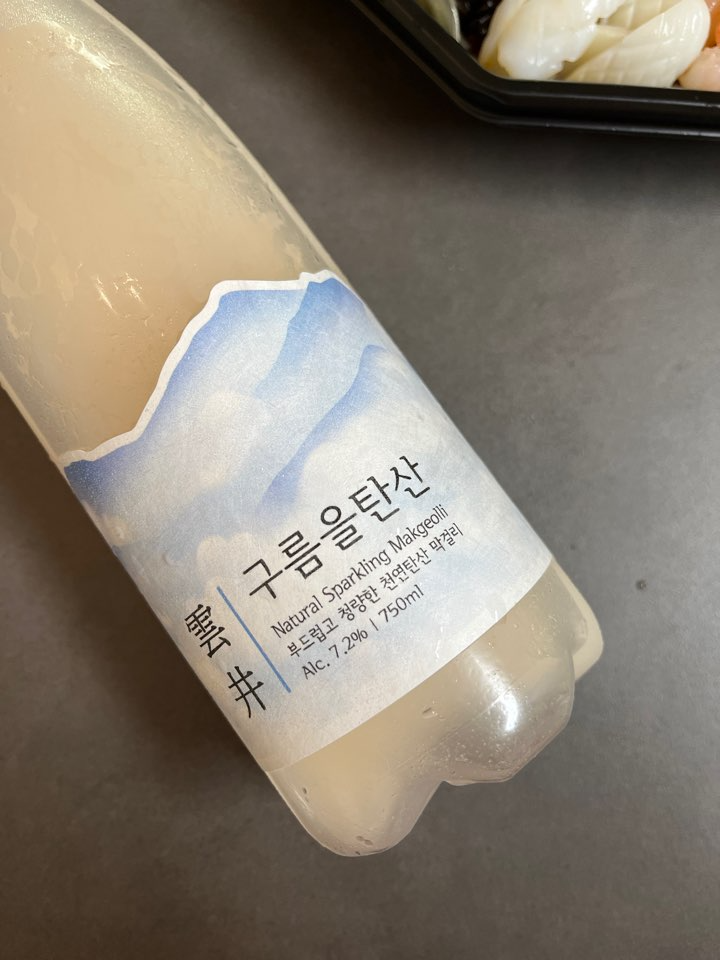 구름을탄산
Natural Sparkling Makgeolli
부드럽고 청량한 천연탄산 막걸리
Alc. 7.2% | 750ml
雲井